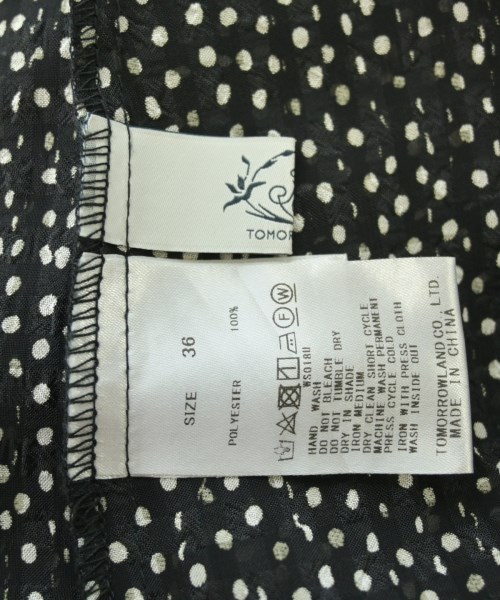 TOMOR
SIZE 36
POLYESTER 100%
W5018U
HAND WASH
DO NOT BLEACH
DO NOT TUMBLE DRY
DRY IN SHADE
IRON MEDIUM
DRY CLEAN SHORT CYCLE
MACHINE WASH PERMANENT
PRESS CYCLE COLD
IRON WITH PRESS CLOTH
WASH INSIDE OUT
TOMORROWLAND CO., LTD.
MADE IN CHINA